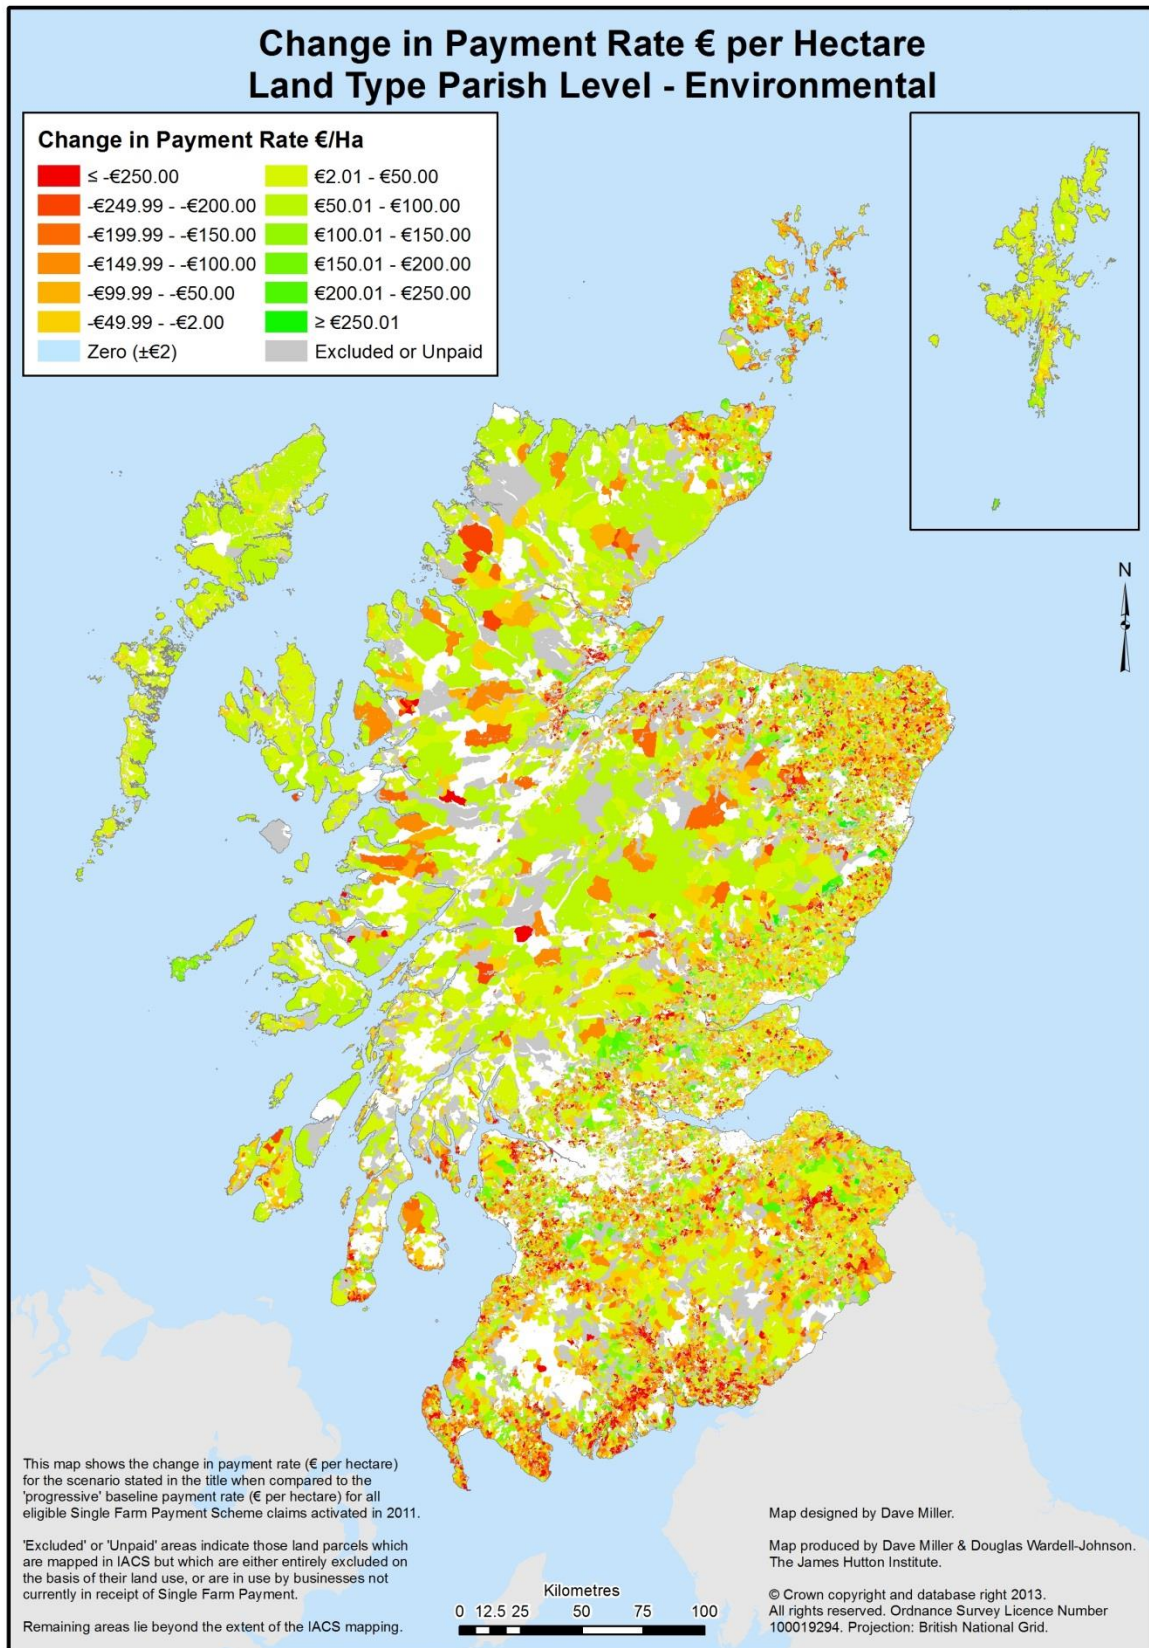 Change in Payment Rate € per Hectare
Land Type Parish Level - Environmental
Change in Payment Rate €/Ha
≤ -€250.00
-€249.99 - -€200.00
-€199.99 - -€150.00
-€149.99 - -€100.00
-€99.99 - -€50.00
-€49.99 - -€2.00
Zero (±€2)
€2.01 - €50.00
€50.01 - €100.00
€100.01 - €150.00
€150.01 - €200.00
€200.01 - €250.00
≥ €250.01
Excluded or Unpaid
N
This map shows the change in payment rate (€ per hectare)
for the scenario stated in the title when compared to the
'progressive' baseline payment rate (€ per hectare) for all
eligible Single Farm Payment Scheme claims activated in 2011.
'Excluded' or 'Unpaid' areas indicate those land parcels which
are mapped in IACS but which are either entirely excluded on
the basis of their land use, or are in use by businesses not
currently in receipt of Single Farm Payment.
Remaining areas lie beyond the extent of the IACS mapping.
Kilometres
0 12.5 25 50 75 100
Map designed by Dave Miller.
Map produced by Dave Miller & Douglas Wardell-Johnson.
The James Hutton Institute.
© Crown copyright and database right 2013.
All rights reserved. Ordnance Survey Licence Number
100019294. Projection: British National Grid.